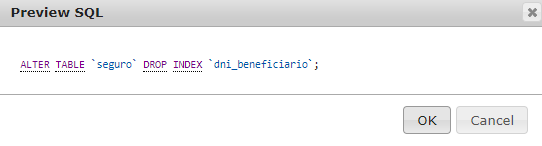 Preview SQL
ALTER TABLE `seguro` DROP INDEX `dni_beneficiario`;
OK Cancel